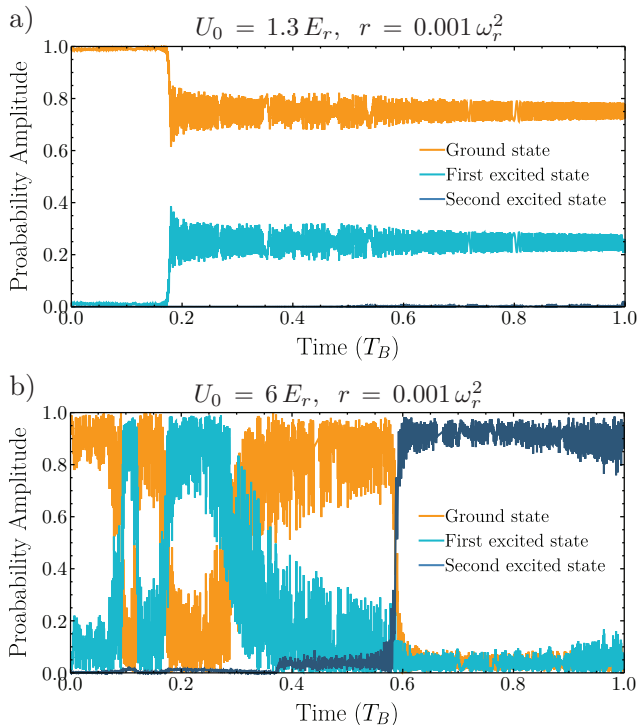 a)
U₀ = 1.3 Eᵣ, r = 0.001 ωᵣ²
Proabability Amplitude
1.0
0.8
0.6
0.4
0.2
0.0
Ground state
First excited state
Second excited state
0.0 0.2 0.4 0.6 0.8 1.0
Time (T_B)
b)
U₀ = 6 Eᵣ, r = 0.001 ωᵣ²
Proabability Amplitude
1.0
0.8
0.6
0.4
0.2
0.0
Ground state
First excited state
Second excited state
0.0 0.2 0.4 0.6 0.8 1.0
Time (T_B)